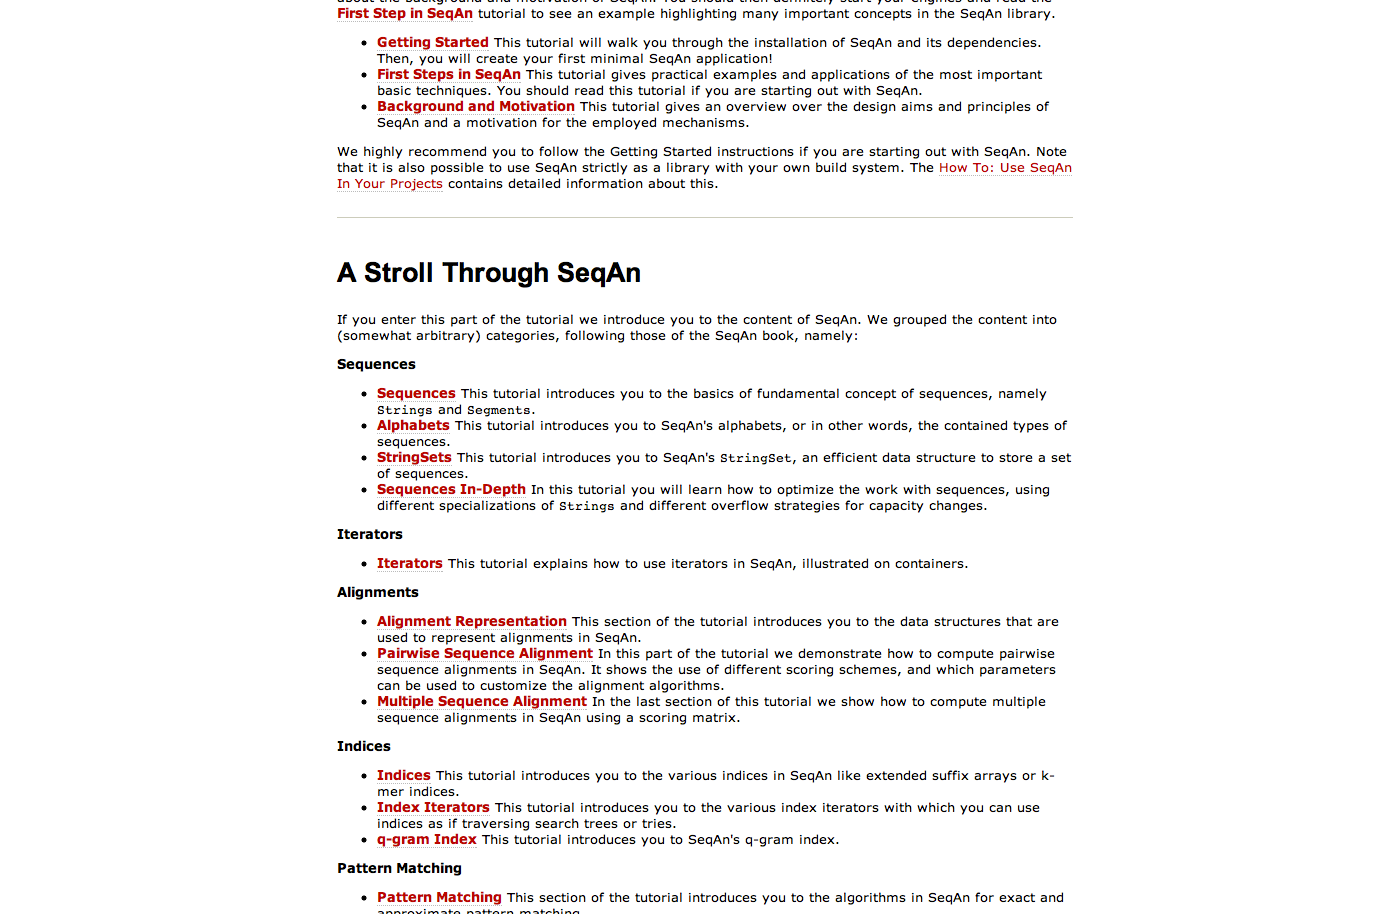 about the background and motivation of SeqAn. You should then definitely start your engines and read the
First Step in SeqAn tutorial to see an example highlighting many important concepts in the SeqAn library.
• Getting Started This tutorial will walk you through the installation of SeqAn and its dependencies.
Then, you will create your first minimal SeqAn application!
• First Steps in SeqAn This tutorial gives practical examples and applications of the most important
basic techniques. You should read this tutorial if you are starting out with SeqAn.
• Background and Motivation This tutorial gives an overview over the design aims and principles of
SeqAn and a motivation for the employed mechanisms.
We highly recommend you to follow the Getting Started instructions if you are starting out with SeqAn. Note
that it is also possible to use SeqAn strictly as a library with your own build system. The How To: Use SeqAn
In Your Projects contains detailed information about this.
A Stroll Through SeqAn
If you enter this part of the tutorial we introduce you to the content of SeqAn. We grouped the content into
(somewhat arbitrary) categories, following those of the SeqAn book, namely:
Sequences
• Sequences This tutorial introduces you to the basics of fundamental concept of sequences, namely
Strings and Segments.
• Alphabets This tutorial introduces you to SeqAn's alphabets, or in other words, the contained types of
sequences.
• StringSets This tutorial introduces you to SeqAn's StringSet, an efficient data structure to store a set
of sequences.
• Sequences In-Depth In this tutorial you will learn how to optimize the work with sequences, using
different specializations of Strings and different overflow strategies for capacity changes.
Iterators
• Iterators This tutorial explains how to use iterators in SeqAn, illustrated on containers.
Alignments
• Alignment Representation This section of the tutorial introduces you to the data structures that are
used to represent alignments in SeqAn.
• Pairwise Sequence Alignment In this part of the tutorial we demonstrate how to compute pairwise
sequence alignments in SeqAn. It shows the use of different scoring schemes, and which parameters
can be used to customize the alignment algorithms.
• Multiple Sequence Alignment In the last section of this tutorial we show how to compute multiple
sequence alignments in SeqAn using a scoring matrix.
Indices
• Indices This tutorial introduces you to the various indices in SeqAn like extended suffix arrays or k-
mer indices.
• Index Iterators This tutorial introduces you to the various index iterators with which you can use
indices as if traversing search trees or tries.
• q-gram Index This tutorial introduces you to SeqAn's q-gram index.
Pattern Matching
• Pattern Matching This section of the tutorial introduces you to the algorithms in SeqAn for exact and
approximate pattern matching.